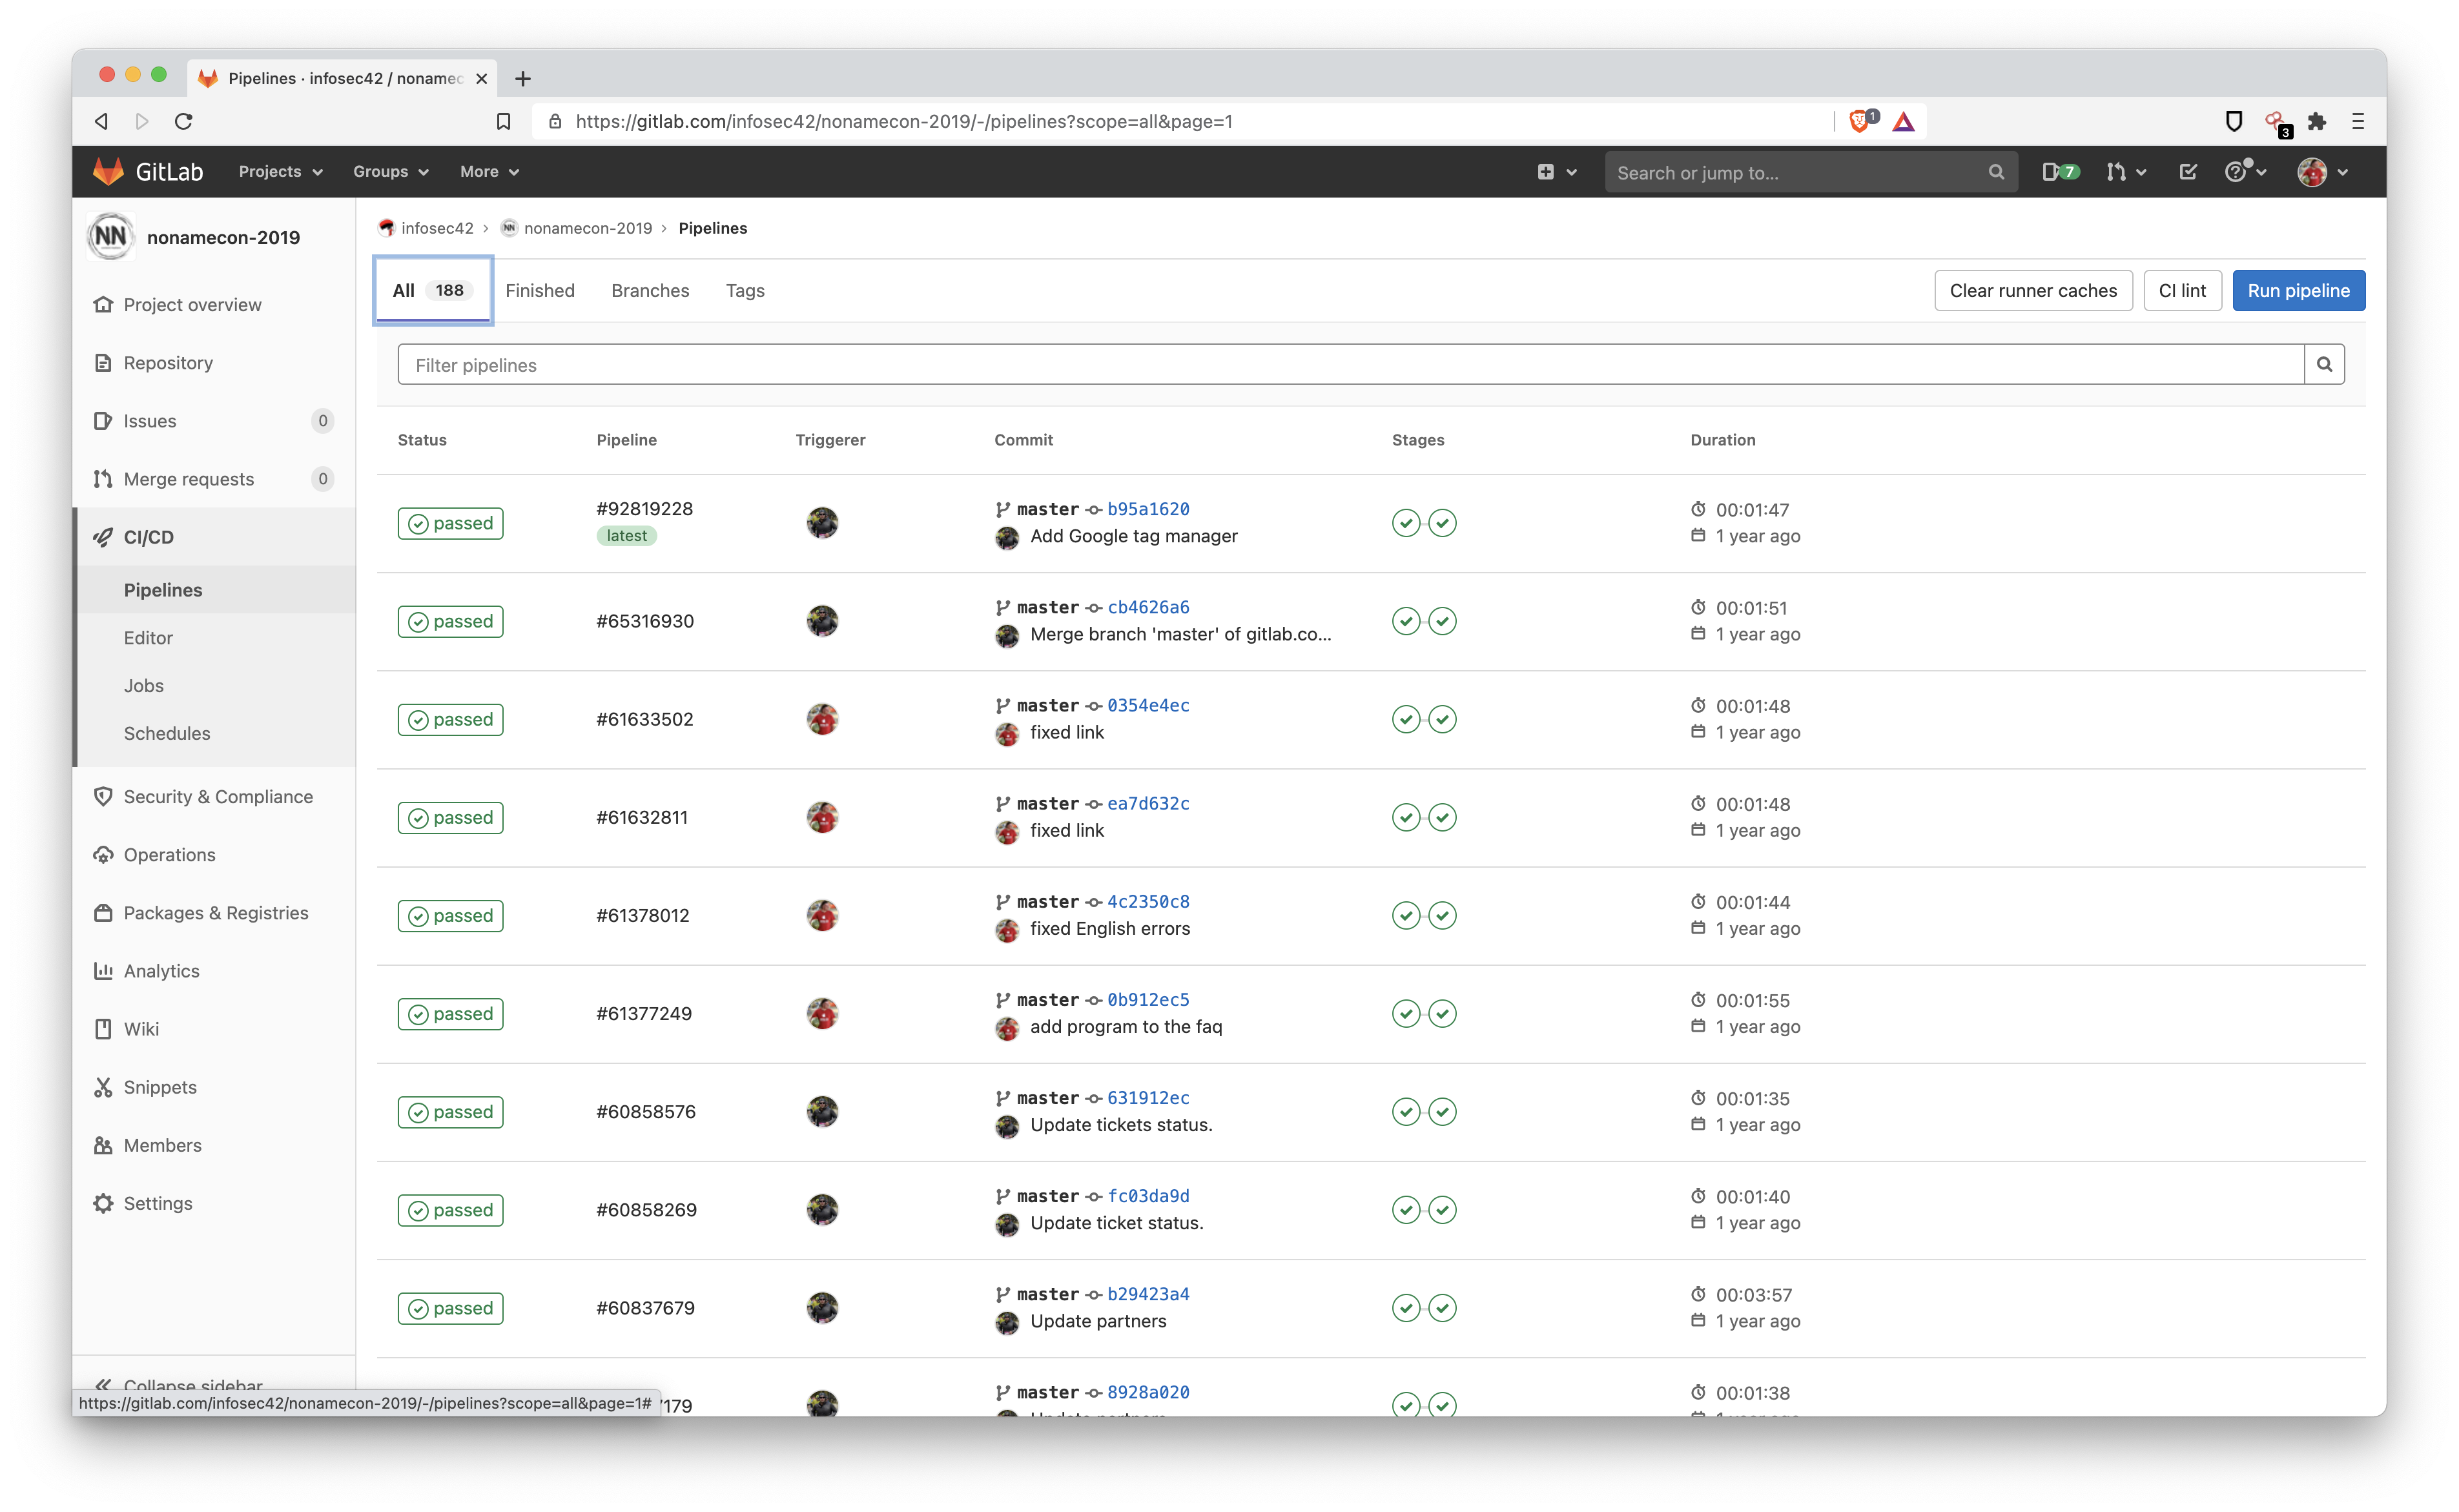 Pipelines · infosec42 / nonamec
https://gitlab.com/infosec42/nonamecon-2019/-/pipelines?scope=all&page=1
1
3
GitLab Projects Groups More
Search or jump to...
7
NN nonamecon-2019
Project overview
Repository
Issues 0
Merge requests 0
CI/CD
Pipelines
Editor
Jobs
Schedules
Security & Compliance
Operations
Packages & Registries
Analytics
Wiki
Snippets
Members
Settings
Collapse sidebar
https://gitlab.com/infosec42/nonamecon-2019/-/pipelines?scope=all&page=1#
infosec42 › NN nonamecon-2019 › Pipelines
All 188 Finished Branches Tags
Clear runner caches CI lint Run pipeline
Filter pipelines
Status Pipeline Triggerer Commit Stages Duration
passed #92819228 master b95a1620 00:01:47
latest Add Google tag manager 1 year ago
passed #65316930 master cb4626a6 00:01:51
Merge branch 'master' of gitlab.co... 1 year ago
passed #61633502 master 0354e4ec 00:01:48
fixed link 1 year ago
passed #61632811 master ea7d632c 00:01:48
fixed link 1 year ago
passed #61378012 master 4c2350c8 00:01:44
fixed English errors 1 year ago
passed #61377249 master 0b912ec5 00:01:55
add program to the faq 1 year ago
passed #60858576 master 631912ec 00:01:35
Update tickets status. 1 year ago
passed #60858269 master fc03da9d 00:01:40
Update ticket status. 1 year ago
passed #60837679 master b29423a4 00:03:57
Update partners 1 year ago
179 master 8928a020 00:01:38